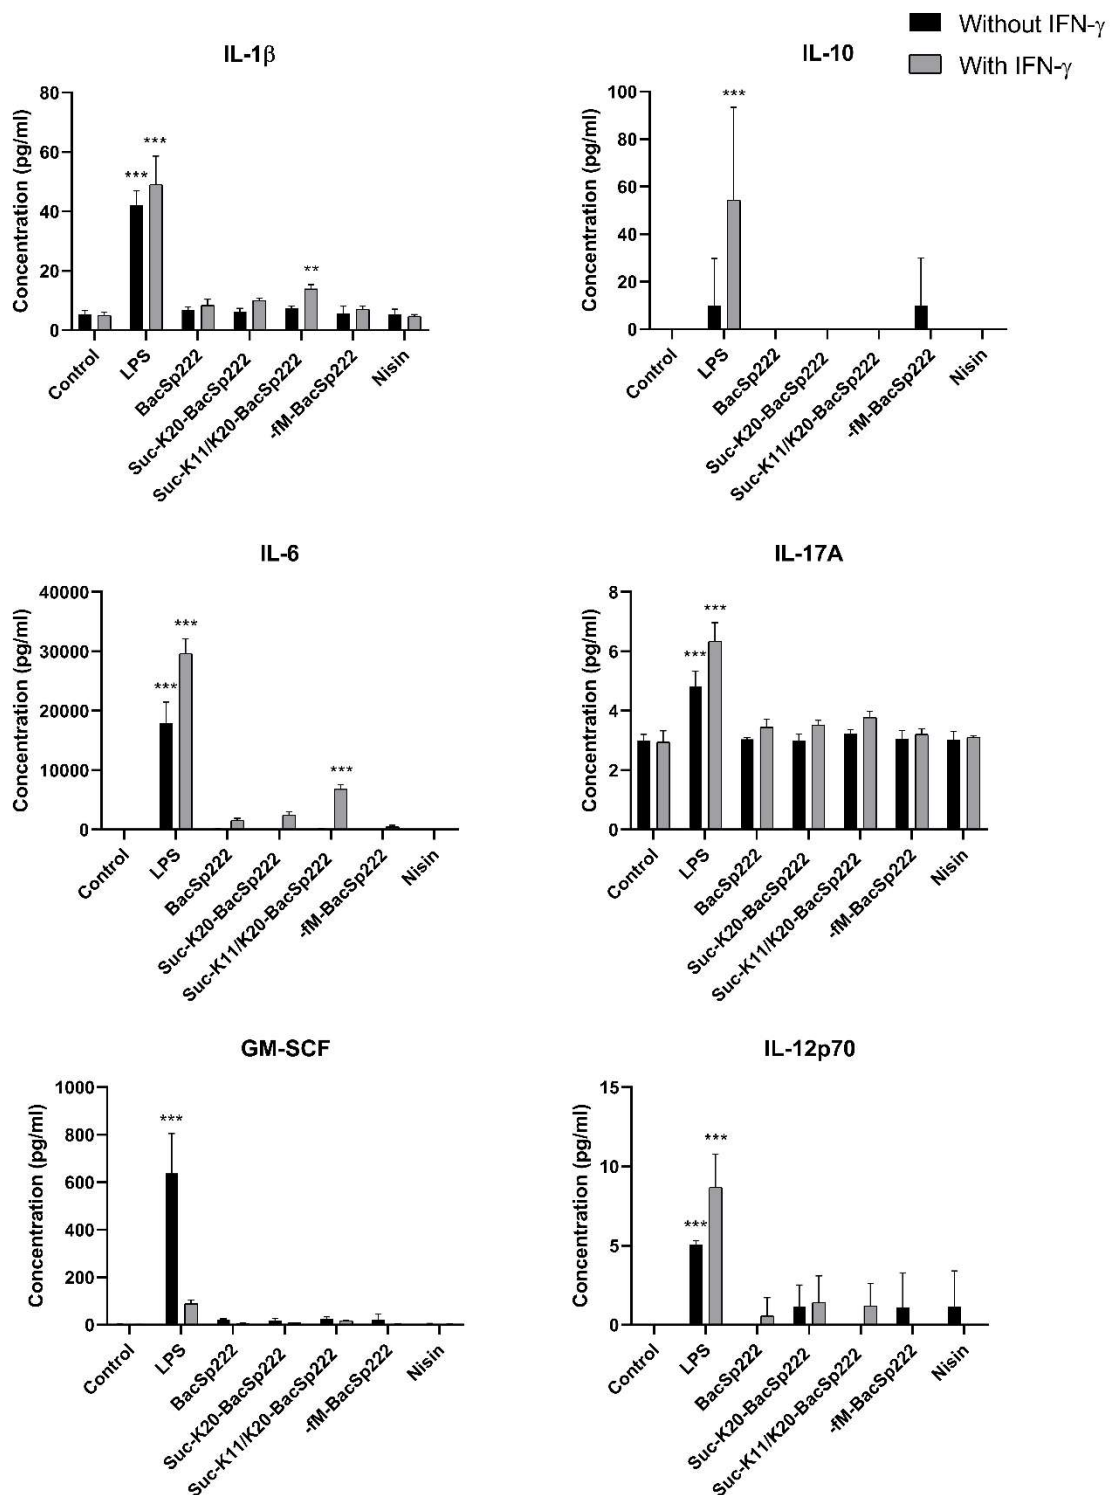 Without IFN-γ
With IFN-γ
IL-1β
Concentration (pg/ml)
80
60
40
20
0
***
***
**
Control
LPS
BacSp222
Suc-K20-BacSp222
Suc-K11/K20-BacSp222
-fM-BacSp222
Nisin
IL-10
Concentration (pg/ml)
100
80
60
40
20
0
***
Control
LPS
BacSp222
Suc-K20-BacSp222
Suc-K11/K20-BacSp222
-fM-BacSp222
Nisin
IL-6
Concentration (pg/ml)
40000
30000
20000
10000
0
***
***
***
Control
LPS
BacSp222
Suc-K20-BacSp222
Suc-K11/K20-BacSp222
-fM-BacSp222
Nisin
IL-17A
Concentration (pg/ml)
8
6
4
2
0
***
***
Control
LPS
BacSp222
Suc-K20-BacSp222
Suc-K11/K20-BacSp222
-fM-BacSp222
Nisin
GM-SCF
Concentration (pg/ml)
1000
800
600
400
200
0
***
Control
LPS
BacSp222
Suc-K20-BacSp222
Suc-K11/K20-BacSp222
-fM-BacSp222
Nisin
IL-12p70
Concentration (pg/ml)
15
10
5
0
***
***
Control
LPS
BacSp222
Suc-K20-BacSp222
Suc-K11/K20-BacSp222
-fM-BacSp222
Nisin